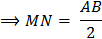 ⟹ MN = AB/2